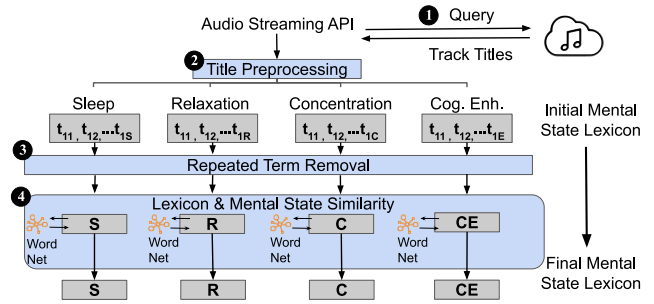 1 Query
Audio Streaming API
Track Titles
2
Title Preprocessing
Sleep Relaxation Concentration Cog. Enh.
t11 , t12,...t1S t11 , t12,...t1R t11 , t12,...t1C t11 , t12,...t1E
Initial Mental
State Lexicon
3
Repeated Term Removal
4
Lexicon & Mental State Similarity
S R C CE
Word Word Word Word
Net Net Net Net
S R C CE
Final Mental
State Lexicon